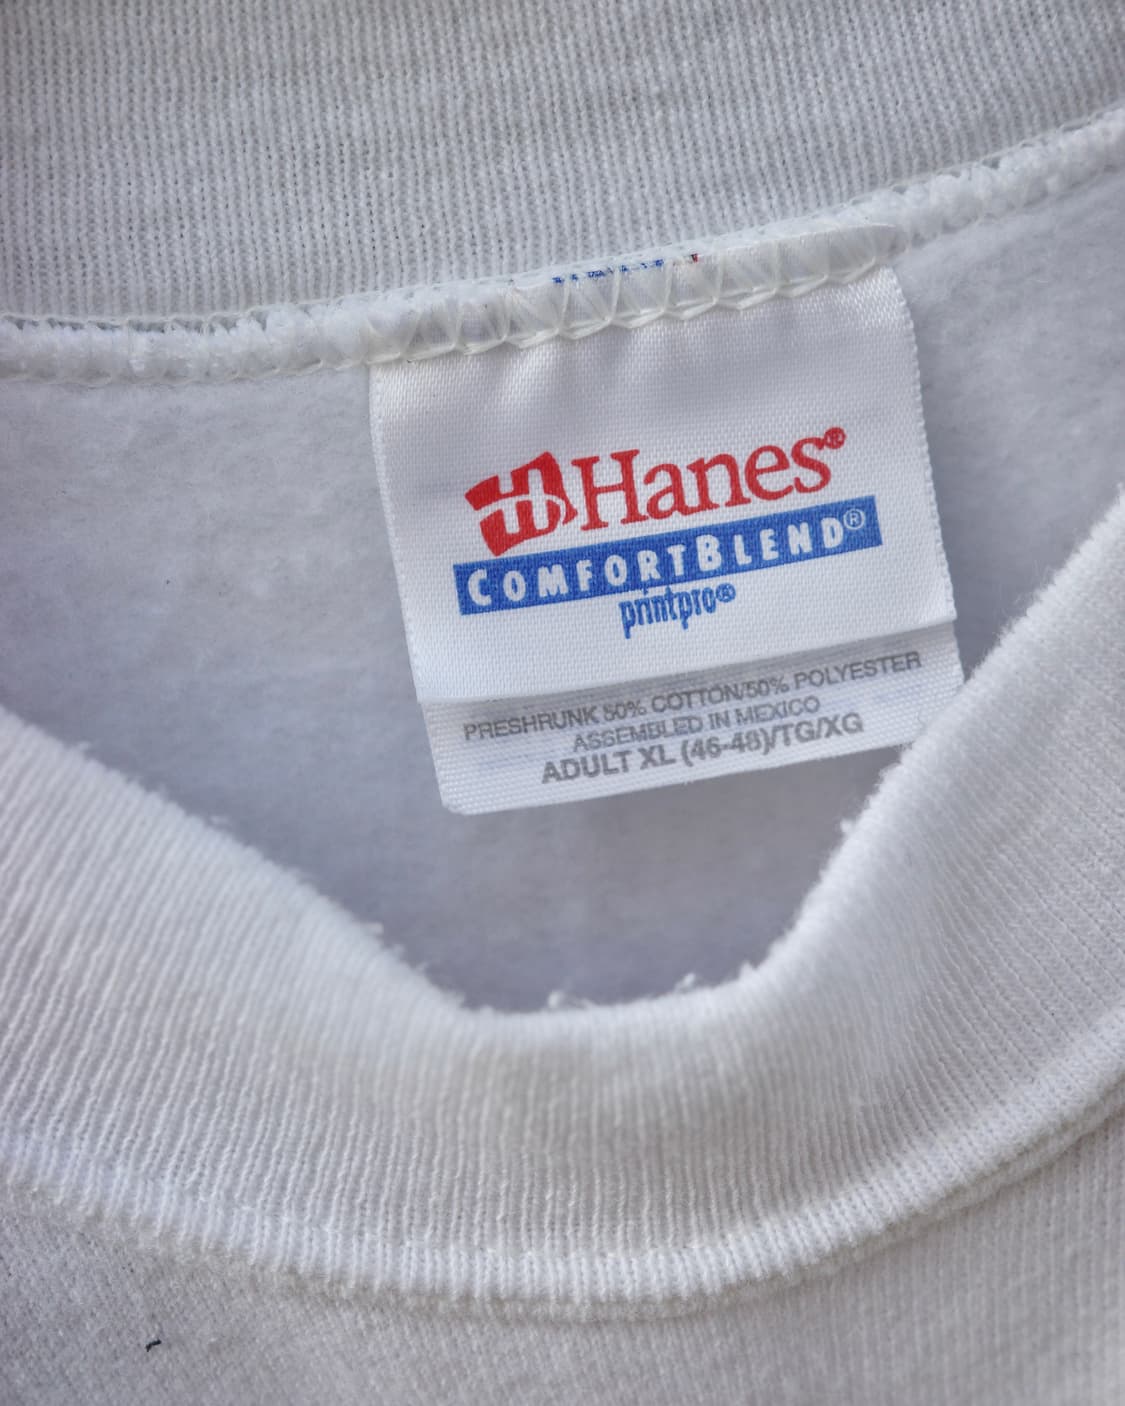 Hanes®
COMFORTBLEND®
printpro®
PRESHRUNK 50% COTTON/50% POLYESTER
ASSEMBLED IN MEXICO
ADULT XL (46-48)/TG/XG